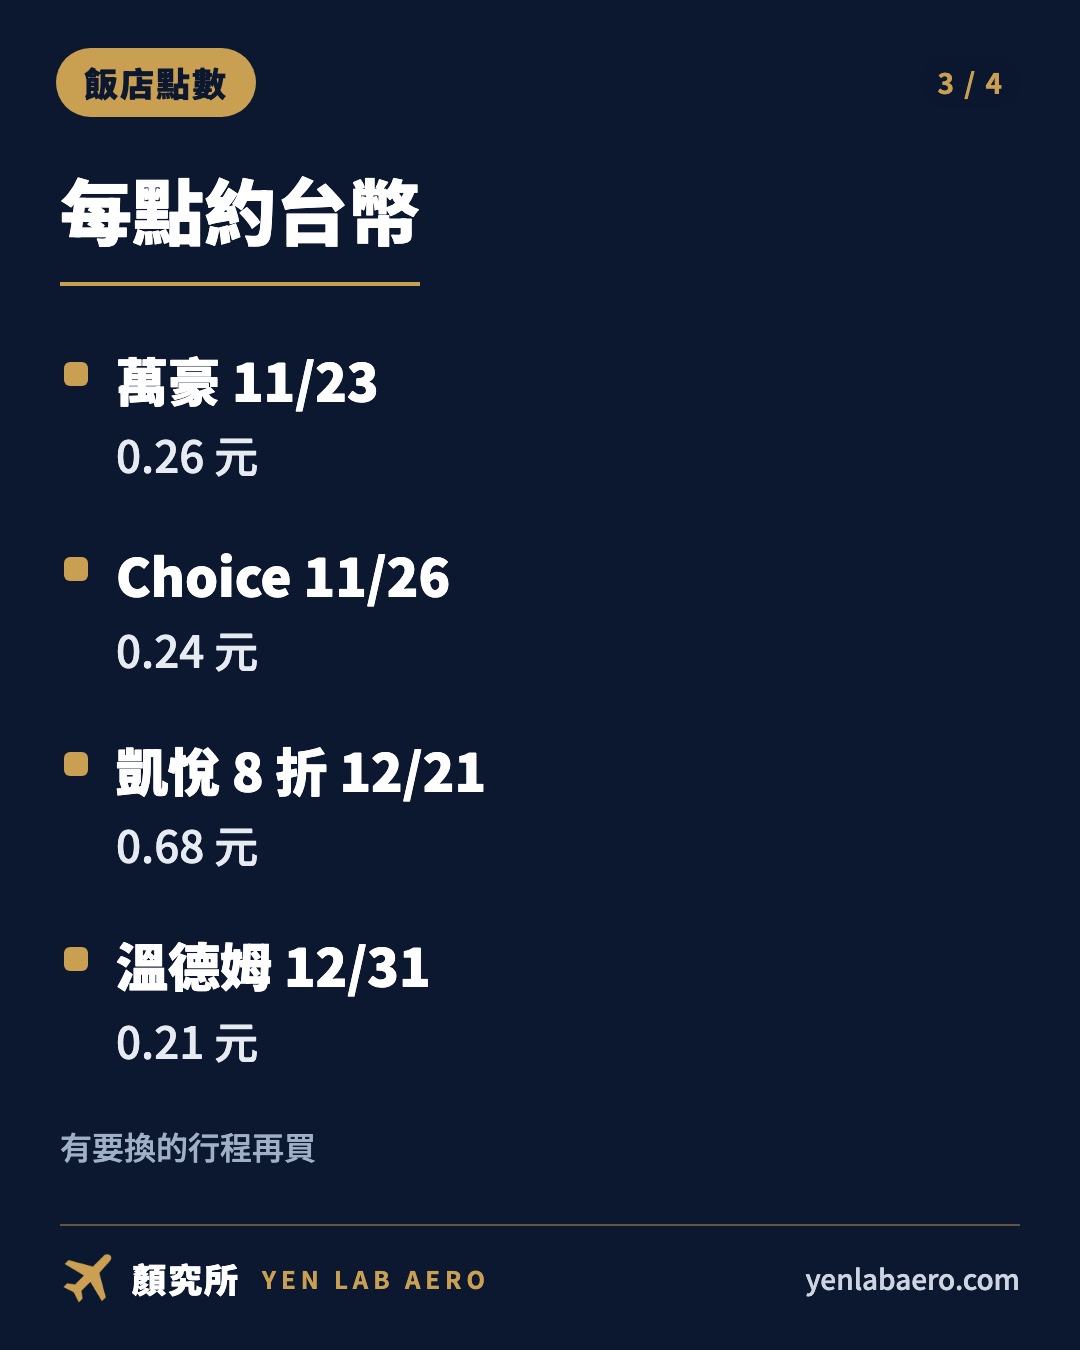 飯店點數
3 / 4
每點約台幣
萬豪 11/23
0.26 元
Choice 11/26
0.24 元
凱悅 8 折 12/21
0.68 元
溫德姆 12/31
0.21 元
有要換的行程再買
顏究所 YEN LAB AERO
yenlabaero.com